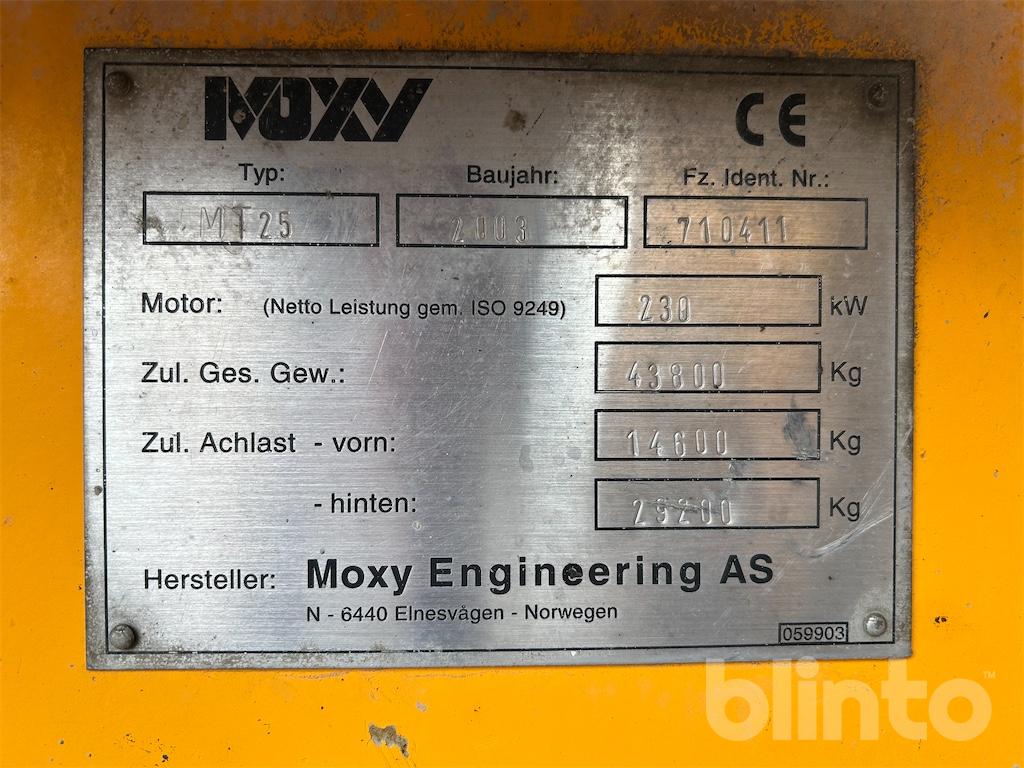 MOXY CE
Typ: Baujahr: Fz. Ident. Nr.:
MT25 2003 710411
Motor: (Netto Leistung gem. ISO 9249) 230 kW
Zul. Ges. Gew.: 43800 Kg
Zul. Achlast - vorn: 14600 Kg
- hinten: 29200 Kg
Hersteller: Moxy Engineering AS
N - 6440 Elnesvågen - Norwegen
059903
blinto™